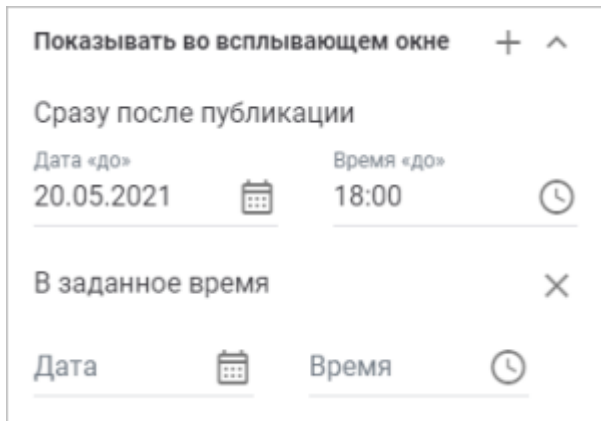 Показывать во всплывающем окне
Сразу после публикации
Дата «до» Время «до»
20.05.2021 18:00
В заданное время
Дата Время